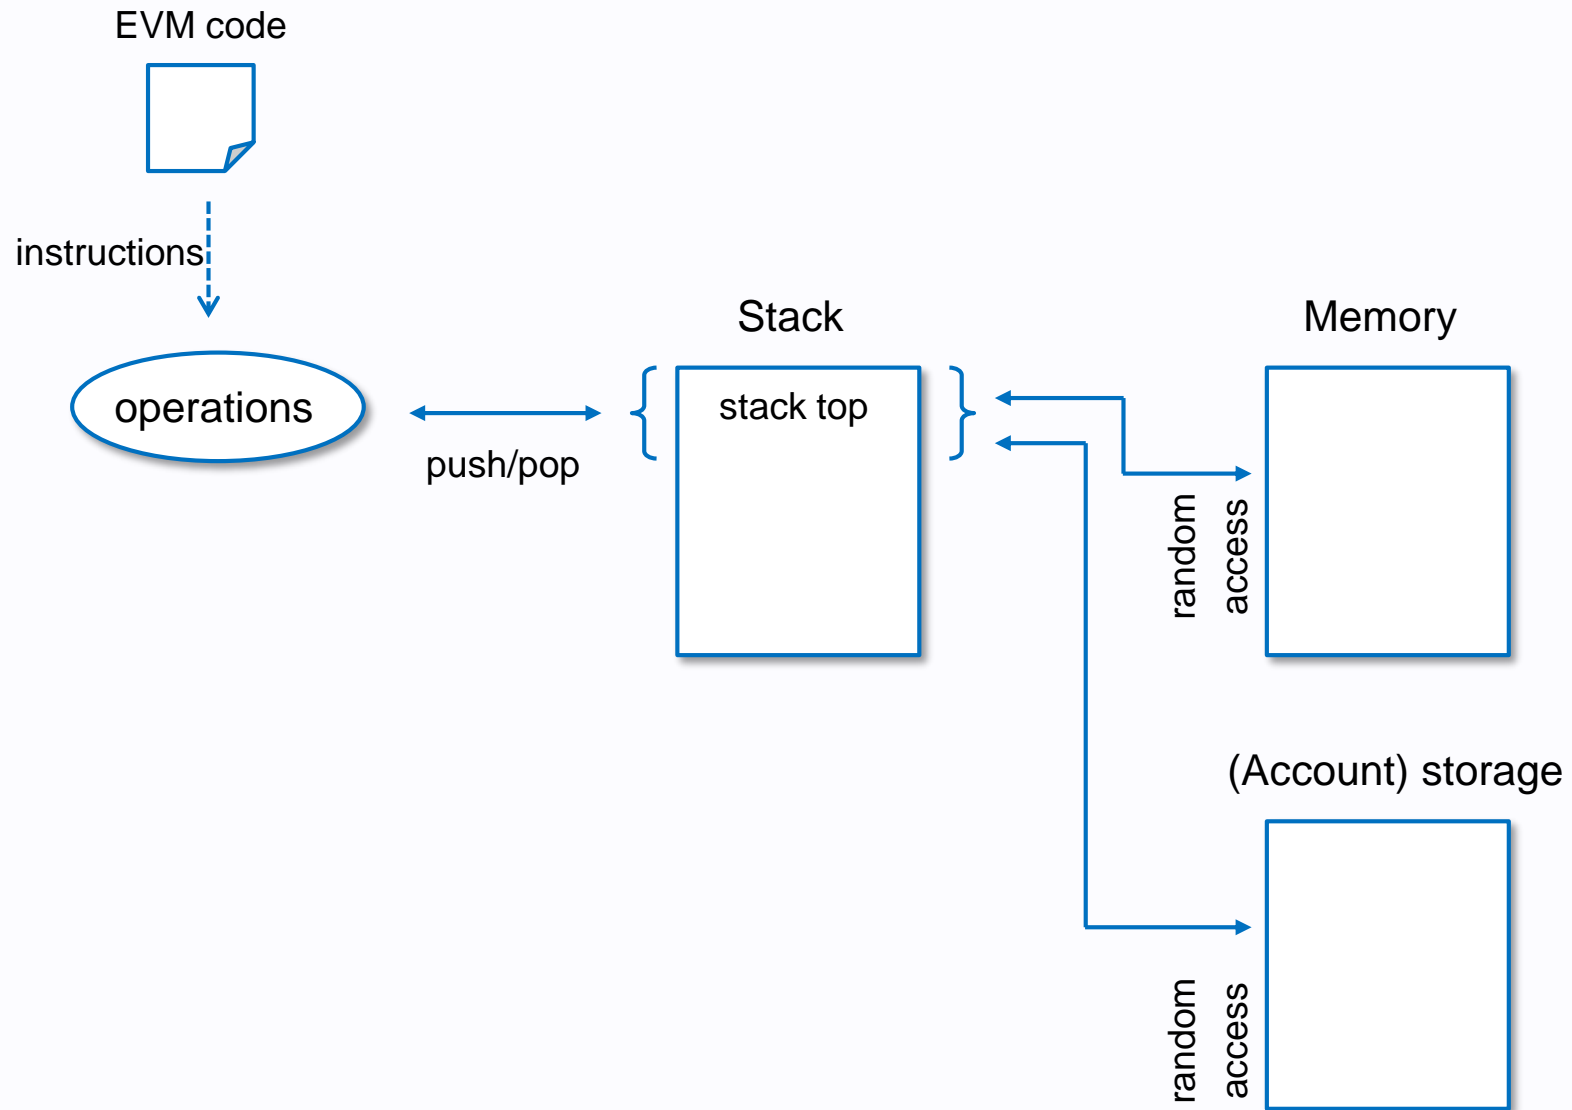 EVM code
instructions
operations
push/pop
Stack
stack top
Memory
random
access
(Account) storage
random
access